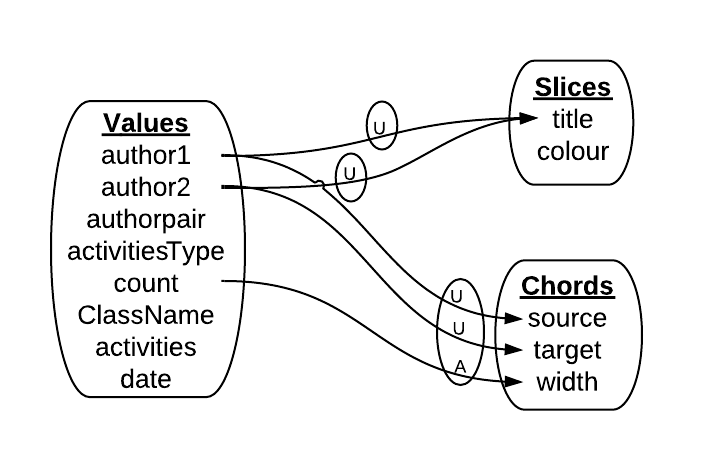 Values
author1
author2
authorpair
activitiesType
count
ClassName
activities
date
U
U
Slices
title
colour
U
U
A
Chords
source
target
width